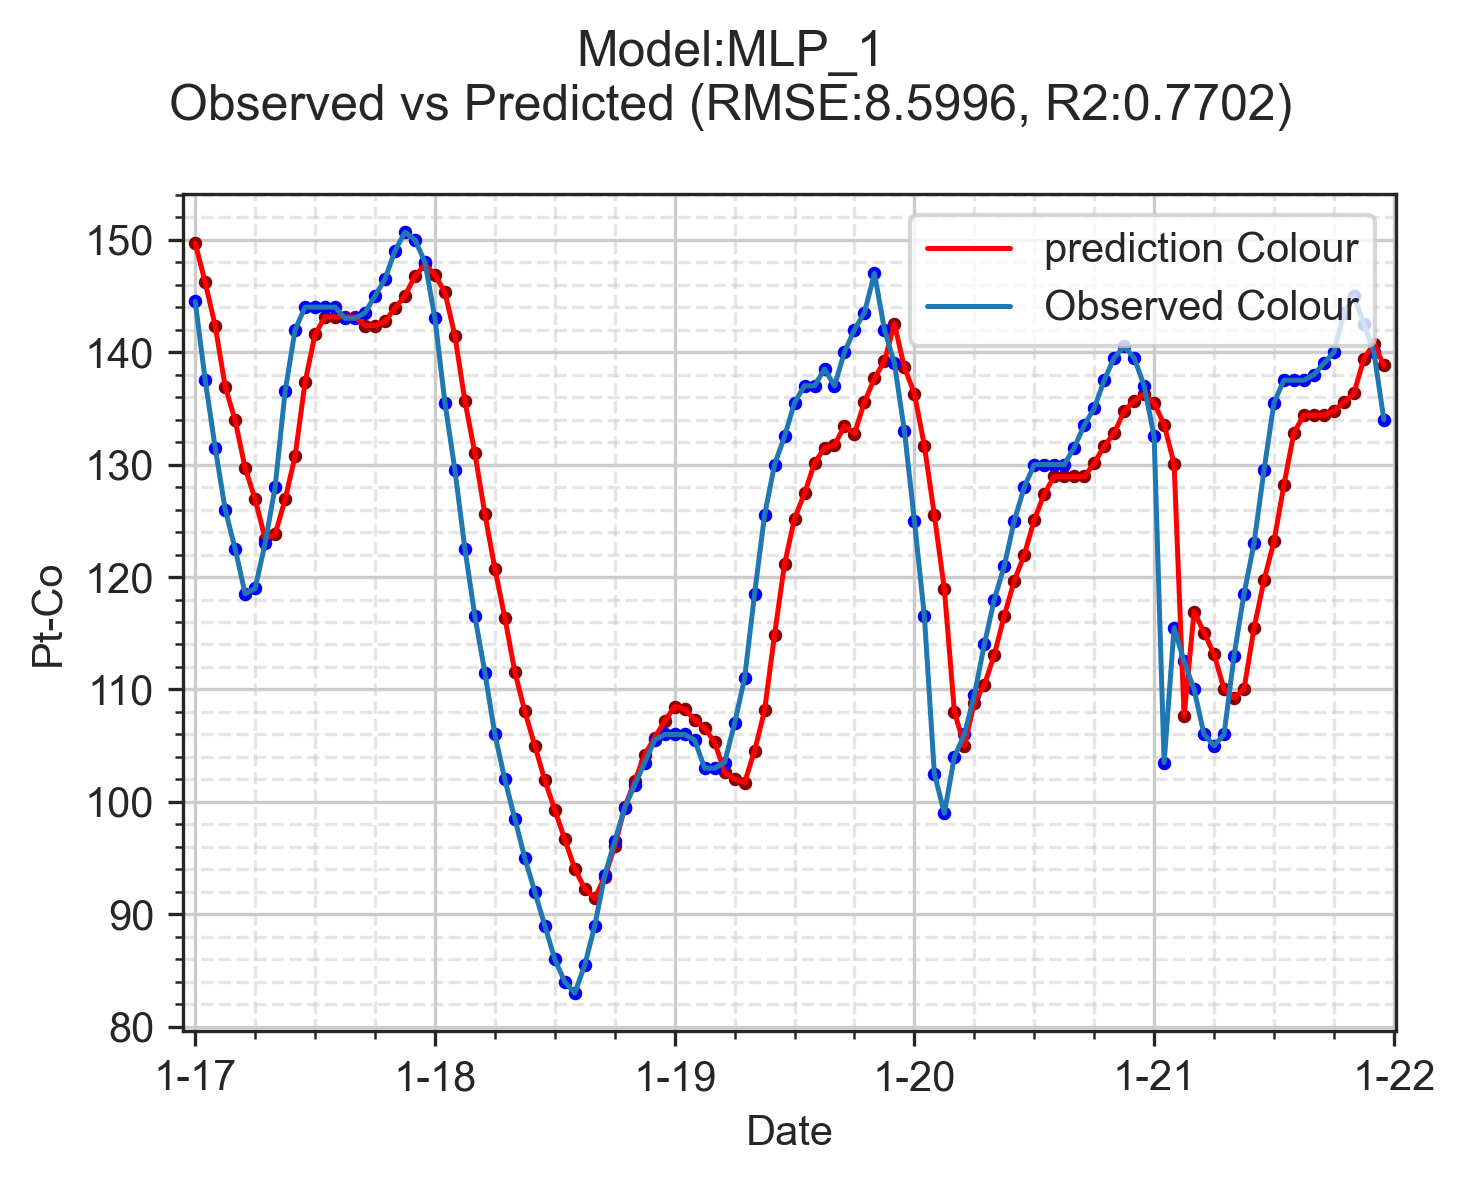 Model:MLP_1
Observed vs Predicted (RMSE:8.5996, R2:0.7702)
prediction Colour
Observed Colour
150
140
130
120
110
100
90
80
Pt-Co
1-17
1-18
1-19
1-20
1-21
1-22
Date